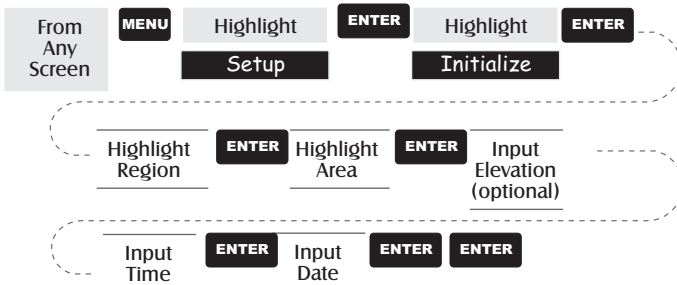 From
Any
Screen
MENU
Highlight
Setup
ENTER
Highlight
Initialize
ENTER
Highlight
Region
ENTER
Highlight
Area
ENTER
Input
Elevation
(optional)
Input
Time
ENTER
Input
Date
ENTER
ENTER